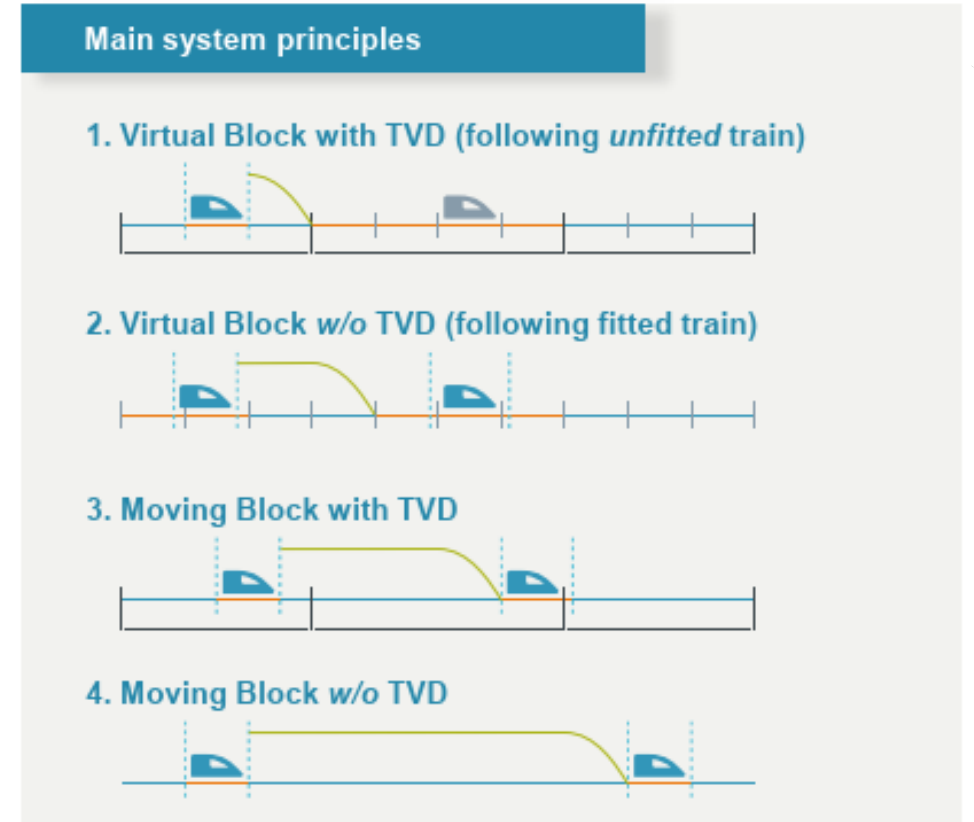 Main system principles
1. Virtual Block with TVD (following unfitted train)
2. Virtual Block w/o TVD (following fitted train)
3. Moving Block with TVD
4. Moving Block w/o TVD